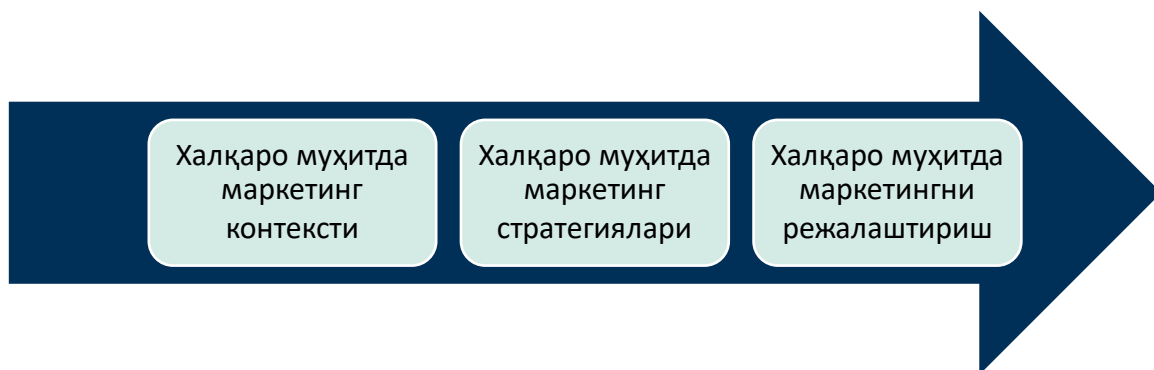 Халқаро муҳитда
маркетинг
контексти
Халқаро муҳитда
маркетинг
стратегиялари
Халқаро муҳитда
маркетингни
режалаштириш